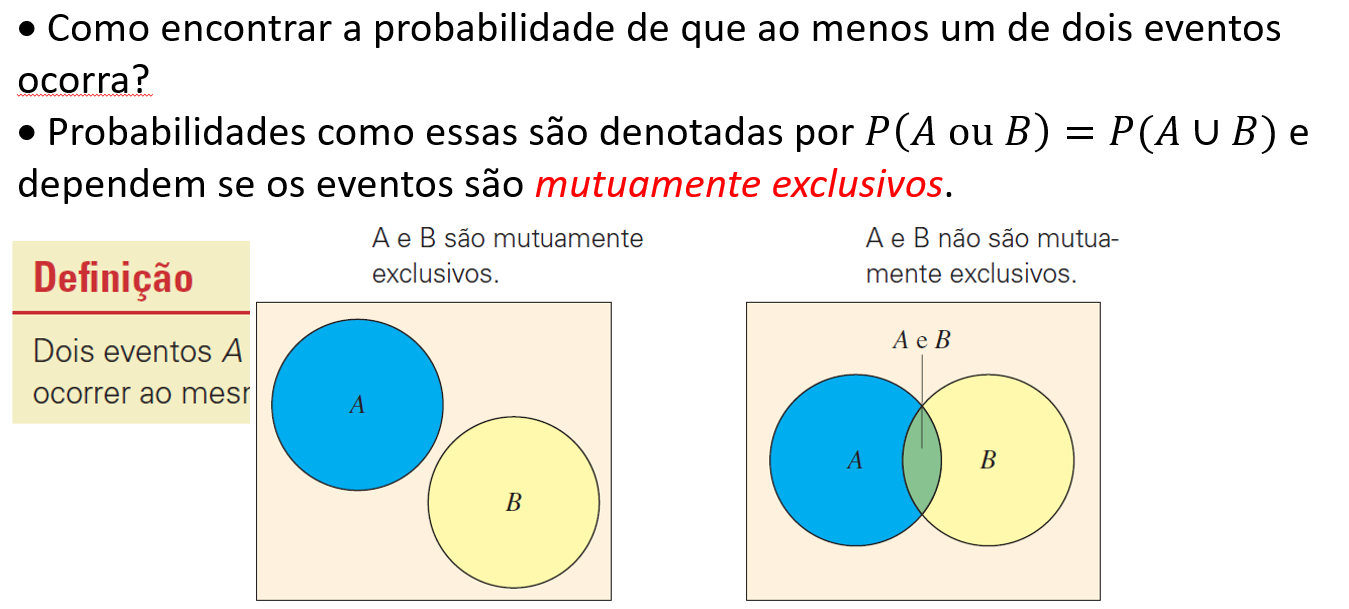 • Como encontrar a probabilidade de que ao menos um de dois eventos
ocorra?
• Probabilidades como essas são denotadas por P(A ou B) = P(A ∪ B) e
dependem se os eventos são mutuamente exclusivos.
A e B são mutuamente
exclusivos.
A e B não são mutua-
mente exclusivos.
Definição
Dois eventos A
ocorrer ao mesr
A
B
A e B
A
B